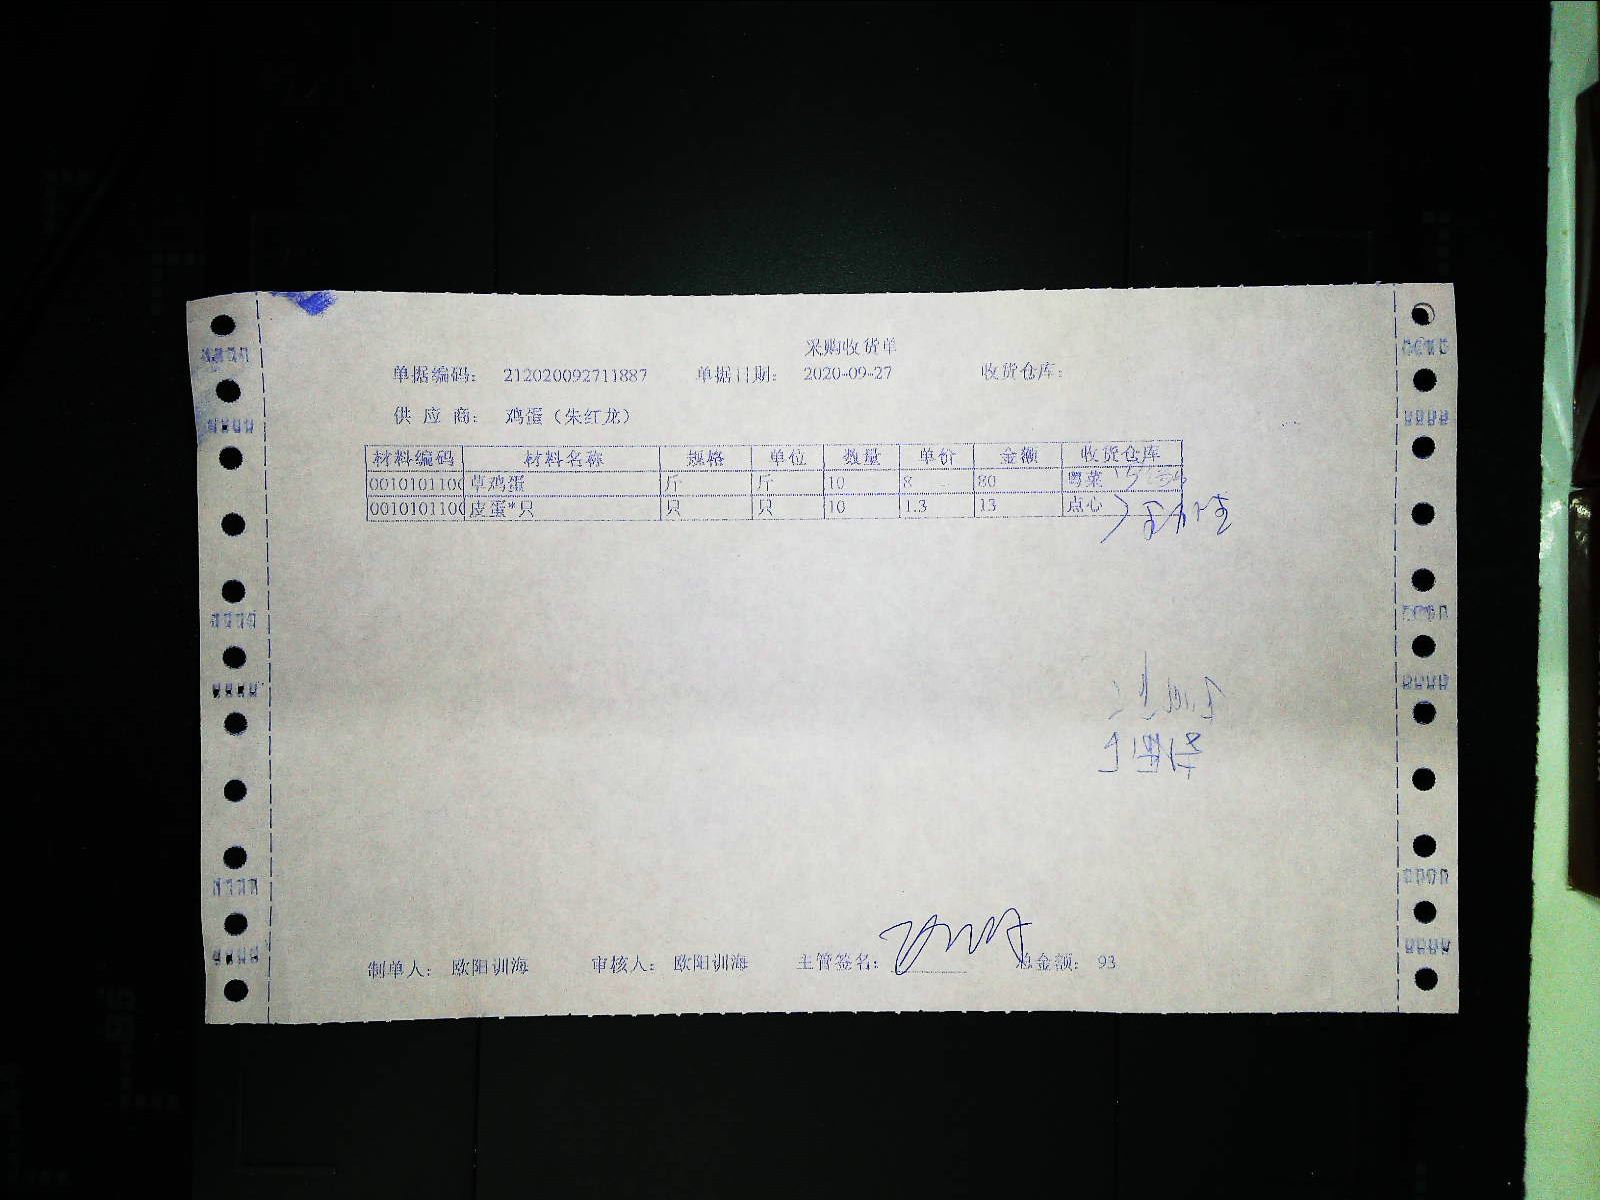 采购收货单
单据编码： 212020092711887 单据日期： 2020-09-27 收货仓库：
供 应 商： 鸡蛋（朱红龙）
材料编码 材料名称 规格 单位 数量 单价 金额 收货仓库
0010101100 草鸡蛋 斤 斤 10 8 80 粤菜
0010101100 皮蛋*只 只 只 10 1.3 13 点心
制单人： 欧阳训海 审核人： 欧阳训海 主管签名： 总金额： 93